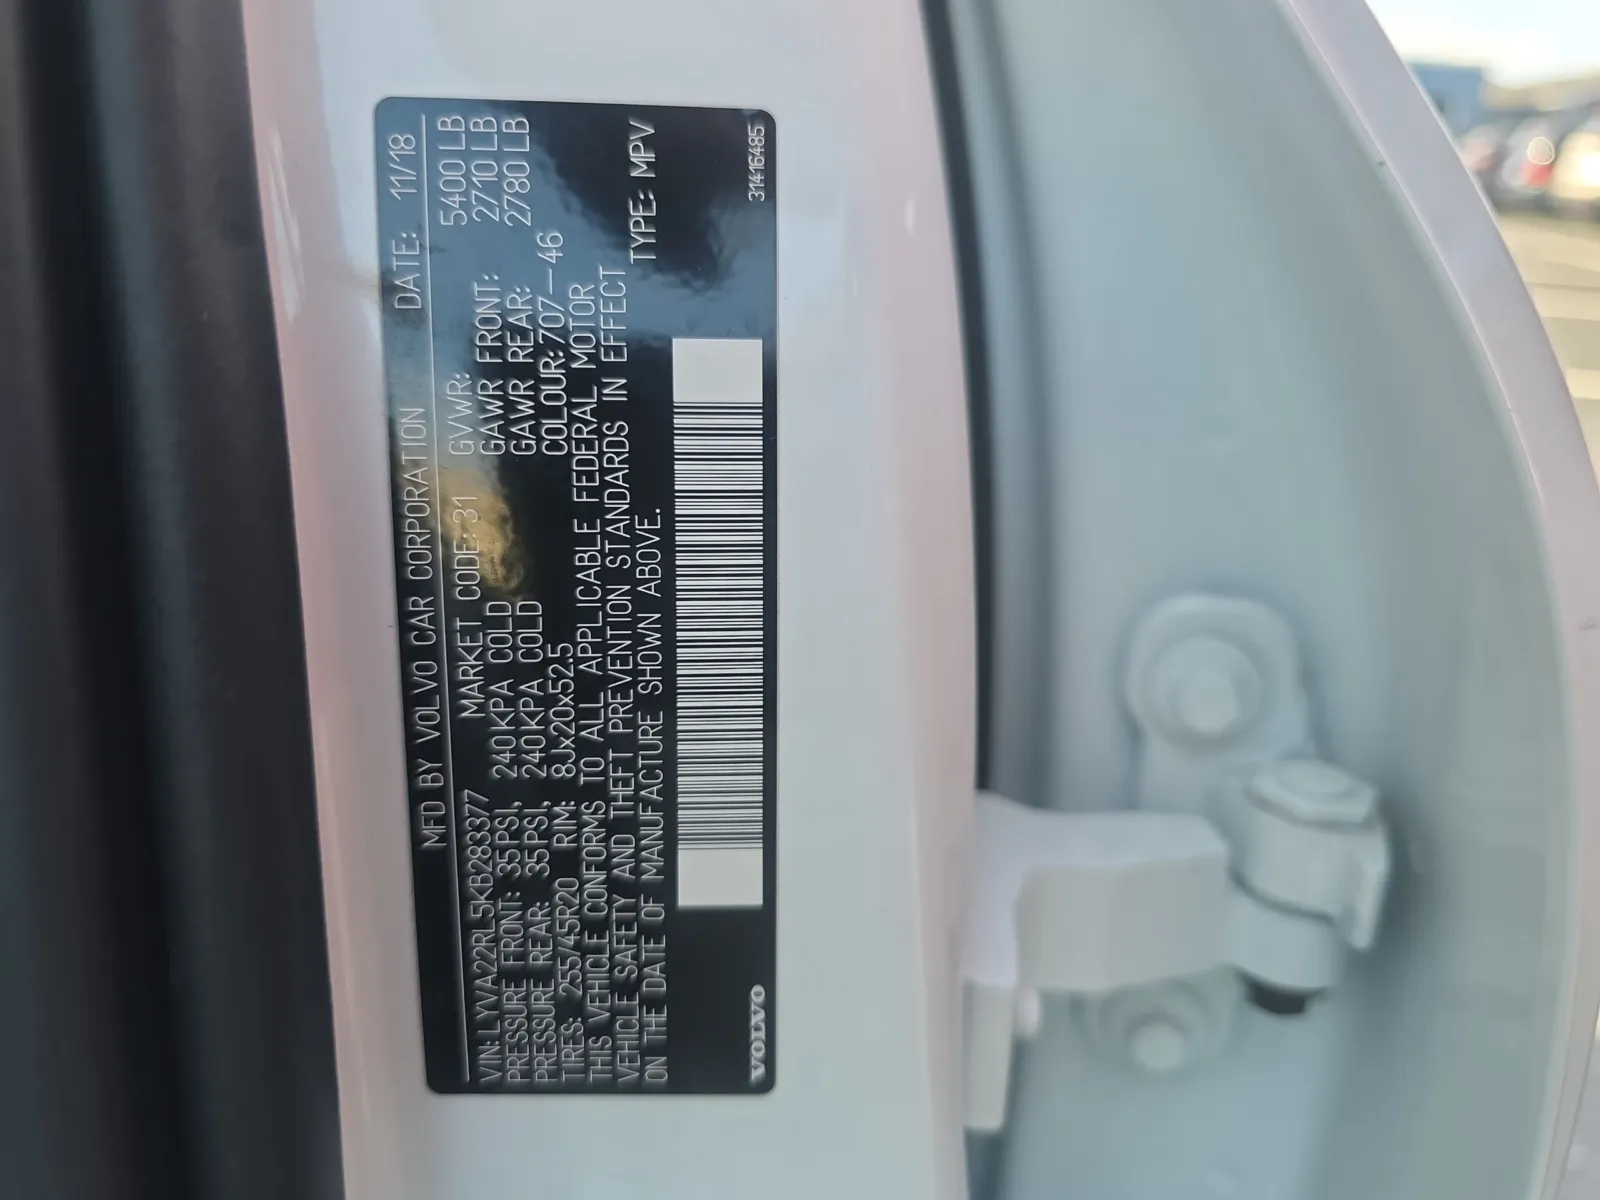 MFD BY VOLVO CAR CORPORATION DATE: 11/18
VIN: LYVA22RL5KB283377 MARKET CODE: 31 GVWR: 5400 LB
PRESSURE FRONT: 35PSI, 240KPA COLD GAWR FRONT: 2710 LB
PRESSURE REAR: 35PSI, 240KPA COLD GAWR REAR: 2780 LB
TIRES: 255/45R20 RIM: 8Jx20x52.5 COLOUR: 707-46
THIS VEHICLE CONFORMS TO ALL APPLICABLE FEDERAL MOTOR
VEHICLE SAFETY AND THEFT PREVENTION STANDARDS IN EFFECT
ON THE DATE OF MANUFACTURE SHOWN ABOVE. TYPE: MPV
VOLVO 31416485